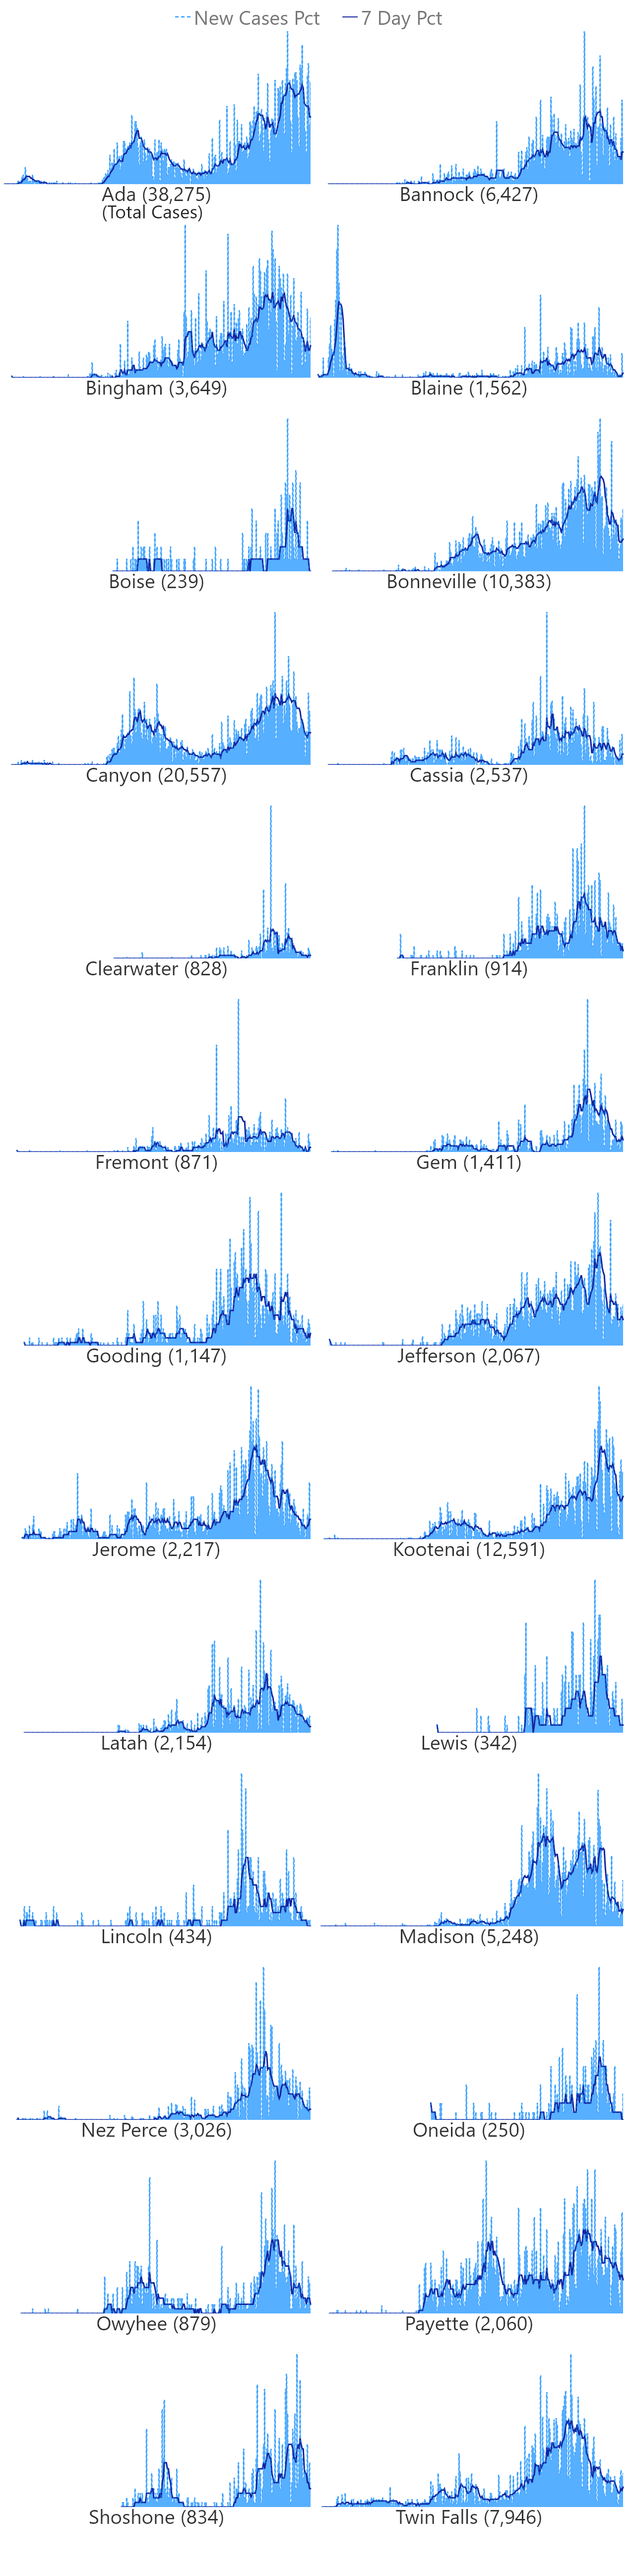 New Cases Pct 7 Day Pct
Ada (38,275) Bannock (6,427)
(Total Cases)
Bingham (3,649) Blaine (1,562)
Boise (239) Bonneville (10,383)
Canyon (20,557) Cassia (2,537)
Clearwater (828) Franklin (914)
Fremont (871) Gem (1,411)
Gooding (1,147) Jefferson (2,067)
Jerome (2,217) Kootenai (12,591)
Latah (2,154) Lewis (342)
Lincoln (434) Madison (5,248)
Nez Perce (3,026) Oneida (250)
Owyhee (879) Payette (2,060)
Shoshone (834) Twin Falls (7,946)